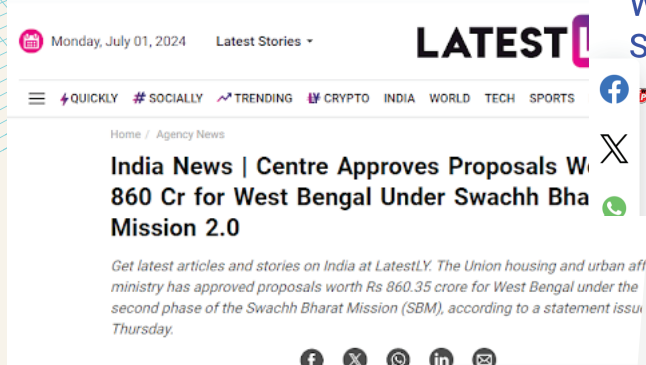 Monday, July 01, 2024 Latest Stories
LATEST
QUICKLY # SOCIALLY TRENDING LY CRYPTO INDIA WORLD TECH SPORTS
Home / Agency News
India News | Centre Approves Proposals
860 Cr for West Bengal Under Swachh
Mission 2.0
Get latest articles and stories on India at LatestLY. The Union housing and urban
ministry has approved proposals worth Rs 860.35 crore for West Bengal under the
second phase of the Swachh Bharat Mission (SBM), according to a statement
Thursday.